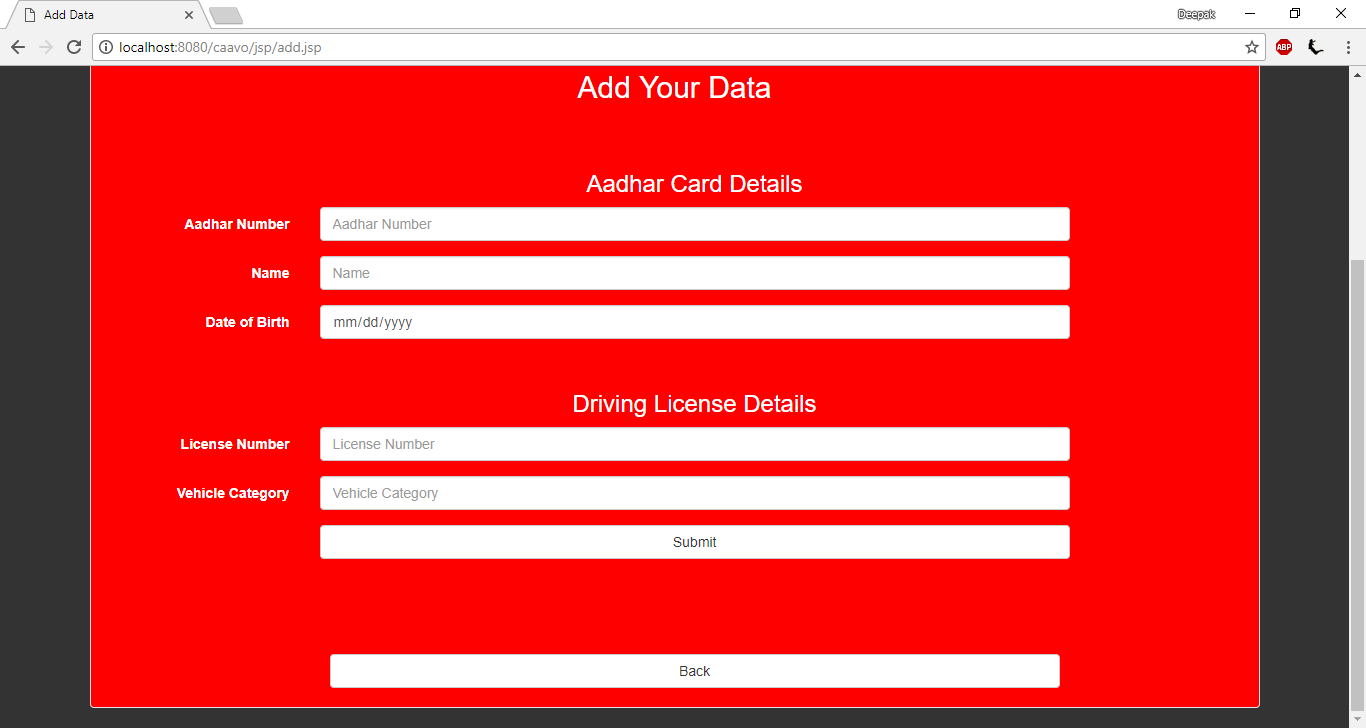 Add Data
Deepak
localhost:8080/caavo/jsp/add.jsp
ABP
Add Your Data
Aadhar Card Details
Aadhar Number Aadhar Number
Name Name
Date of Birth mm/dd/yyyy
Driving License Details
License Number License Number
Vehicle Category Vehicle Category
Submit
Back